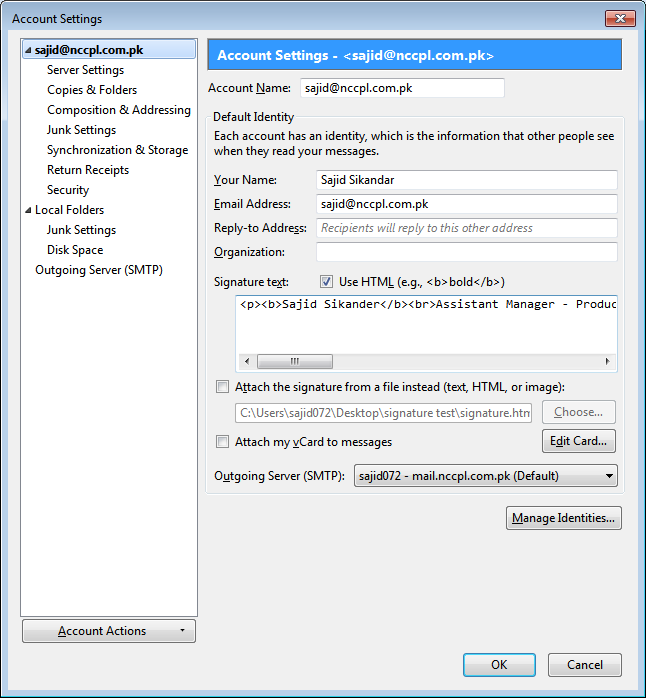 Account Settings
sajid@nccpl.com.pk
Server Settings
Copies & Folders
Composition & Addressing
Junk Settings
Synchronization & Storage
Return Receipts
Security
Local Folders
Junk Settings
Disk Space
Outgoing Server (SMTP)
Account Actions
Account Settings - <sajid@nccpl.com.pk>
Account Name: sajid@nccpl.com.pk
Default Identity
Each account has an identity, which is the information that other people see
when they read your messages.
Your Name: Sajid Sikandar
Email Address: sajid@nccpl.com.pk
Reply-to Address: Recipients will reply to this other address
Organization:
Signature text: Use HTML (e.g., <b>bold</b>)
<p><b>Sajid Sikander</b><br>Assistant Manager - Produc
Attach the signature from a file instead (text, HTML, or image):
C:\Users\sajid072\Desktop\signature test\signature.htm Choose...
Attach my vCard to messages Edit Card...
Outgoing Server (SMTP): sajid072 - mail.nccpl.com.pk (Default)
Manage Identities...
OK Cancel